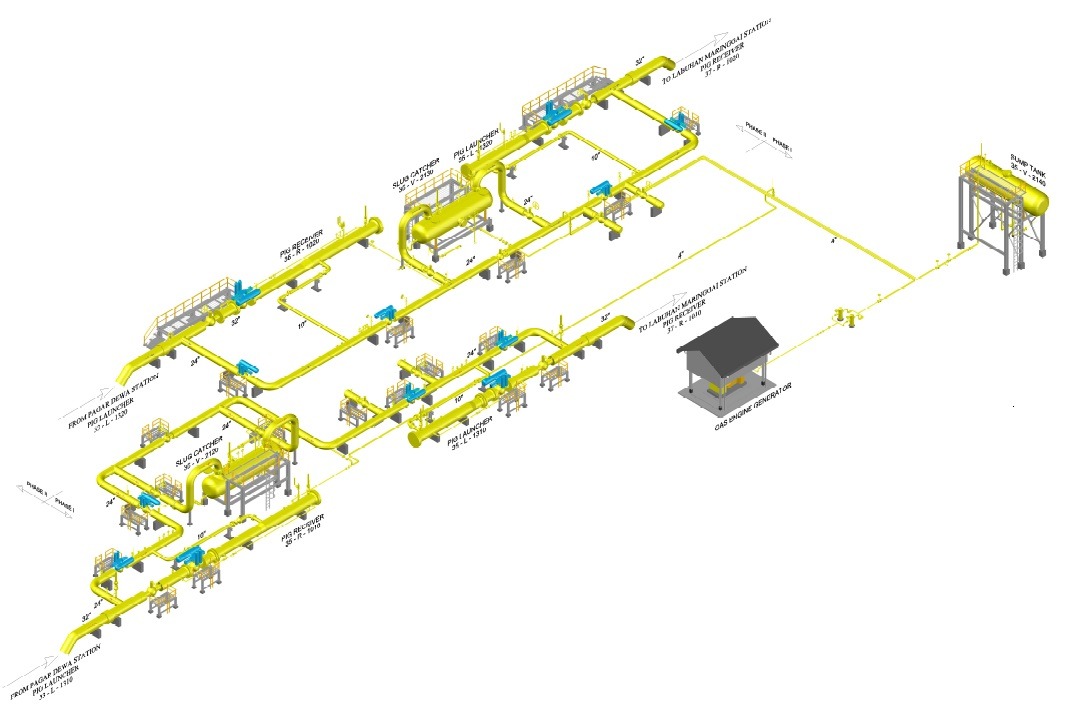 32"
TO LABUHAN MARINGGAI STATION
PIG RECEIVER
37 - R - 1020
PIG LAUNCHER
35 - L - 1320
PHASE II PHASE I
SLUG CATCHER
35 - V - 2130
10"
SUMP TANK
35 - V - 2140
24"
PIG RECEIVER
35 - R - 1020
24"
4"
4"
32"
10"
TO LABUHAN MARINGGAI STATION
PIG RECEIVER
37 - R - 1010
32"
24"
24"
FROM PAGAR DEWA STATION
PIG LAUNCHER
33 - L - 1320
10"
GAS ENGINE GENERATOR
24"
PIG LAUNCHER
35 - L - 1310
SLUG CATCHER
35 - V - 2120
PHASE II PHASE I
24"
PIG RECEIVER
35 - R - 1010
10"
24"
32"
FROM PAGAR DEWA STATION
PIG LAUNCHER
33 - L - 1310